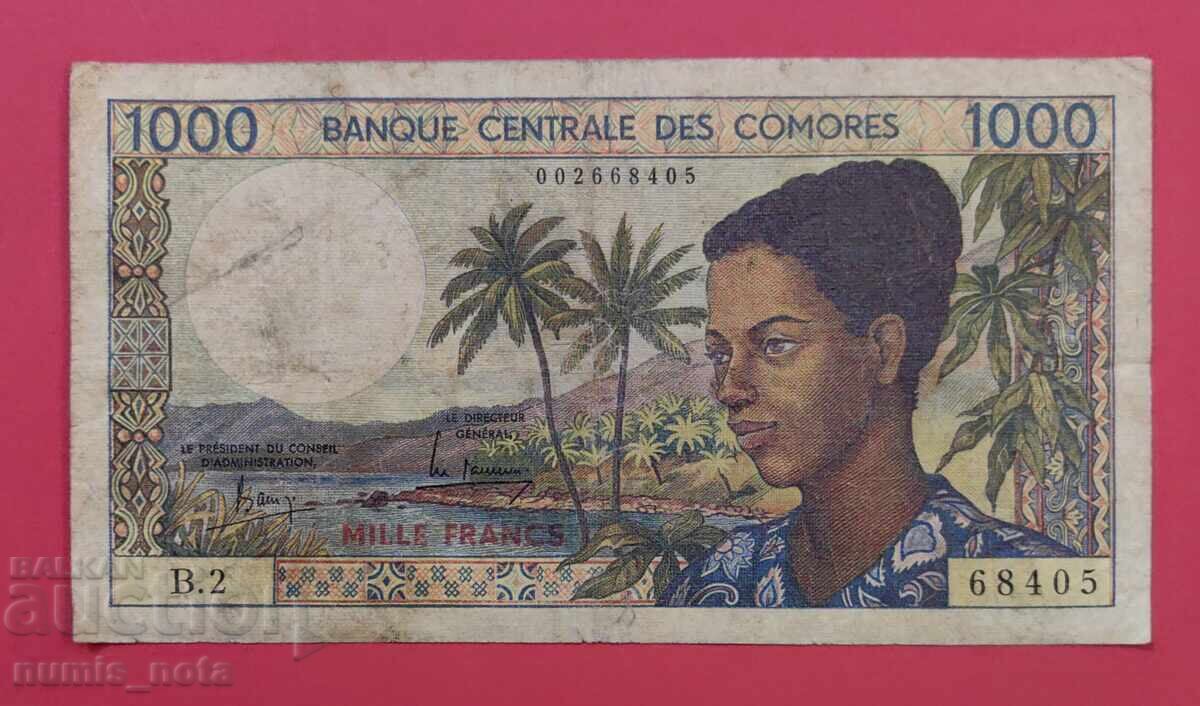 1000 BANQUE CENTRALE DES COMORES 1000
002668405
LE DIRECTEUR
GÉNÉRAL,
LE PRÉSIDENT DU CONSEIL
D'ADMINISTRATION,
MILLE FRANCS
B.2
68405
BALKAN
auction
numis_nota